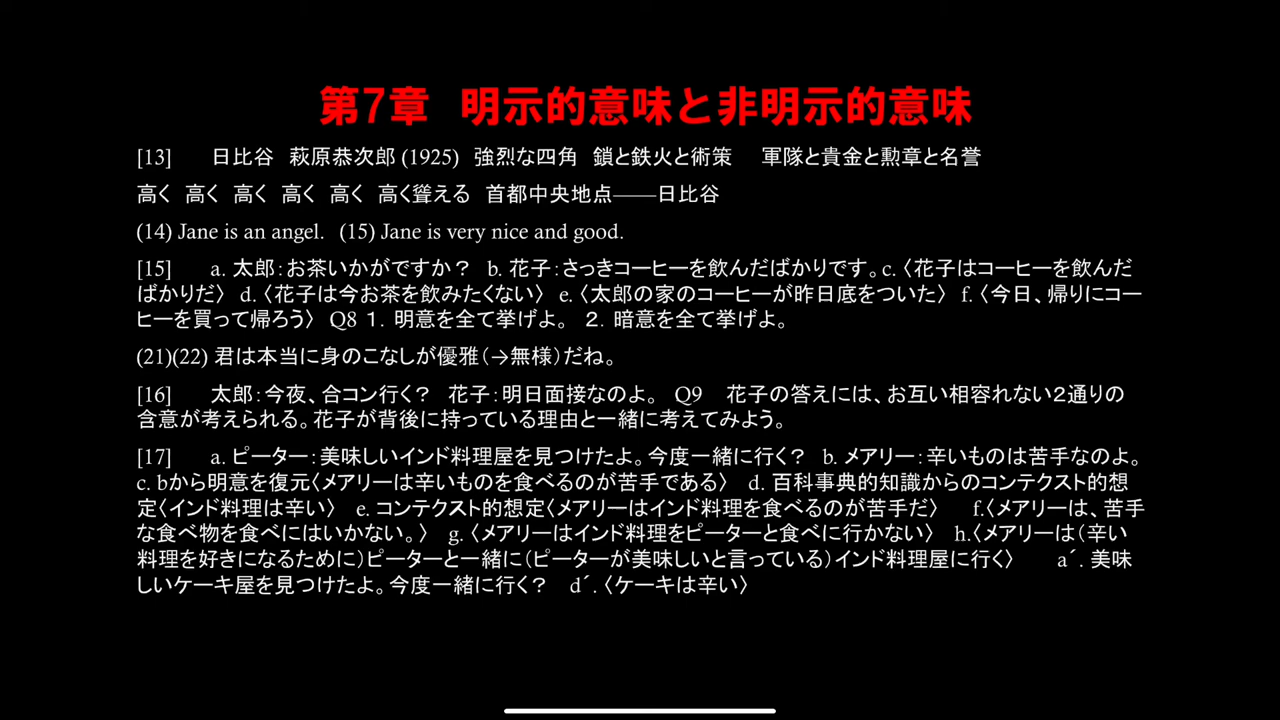 第7章　明示的意味と非明示的意味
[13]　　日比谷　萩原恭次郎 (1925)　強烈な四角　鎖と鉄火と術策　　軍隊と貴金と勲章と名誉
高く　高く　高く　高く　高く　高く聳える　首都中央地点――日比谷
(14) Jane is an angel.   (15) Jane is very nice and good.
[15]　　a. 太郎：お茶いかがですか？　b. 花子：さっきコーヒーを飲んだばかりです。c. 〈花子はコーヒーを飲んだ
ばかりだ〉　d. 〈花子は今お茶を飲みたくない〉　e. 〈太郎の家のコーヒーが昨日底をついた〉　f. 〈今日、帰りにコー
ヒーを買って帰ろう〉　Q8 １．明意を全て挙げよ。　２．暗意を全て挙げよ。
(21)(22) 君は本当に身のこなしが優雅（→無様）だね。
[16]　　太郎：今夜、合コン行く？　花子：明日面接なのよ。　Q9　花子の答えには、お互い相容れない２通りの
含意が考えられる。花子が背後に持っている理由と一緒に考えてみよう。
[17]　　a. ピーター：美味しいインド料理屋を見つけたよ。今度一緒に行く？　b. メアリー：辛いものは苦手なのよ。
c. bから明意を復元〈メアリーは辛いものを食べるのが苦手である〉　d. 百科事典的知識からのコンテクスト的想
定〈インド料理は辛い〉　e. コンテクスト的想定〈メアリーはインド料理を食べるのが苦手だ〉　　f.〈メアリーは、苦手
な食べ物を食べにはいかない。〉　g. 〈メアリーはインド料理をピーターと食べに行かない〉　h.〈メアリーは（辛い
料理を好きになるために）ピーターと一緒に（ピーターが美味しいと言っている）インド料理屋に行く〉　　a´. 美味
しいケーキ屋を見つけたよ。今度一緒に行く？　d´. 〈ケーキは辛い〉